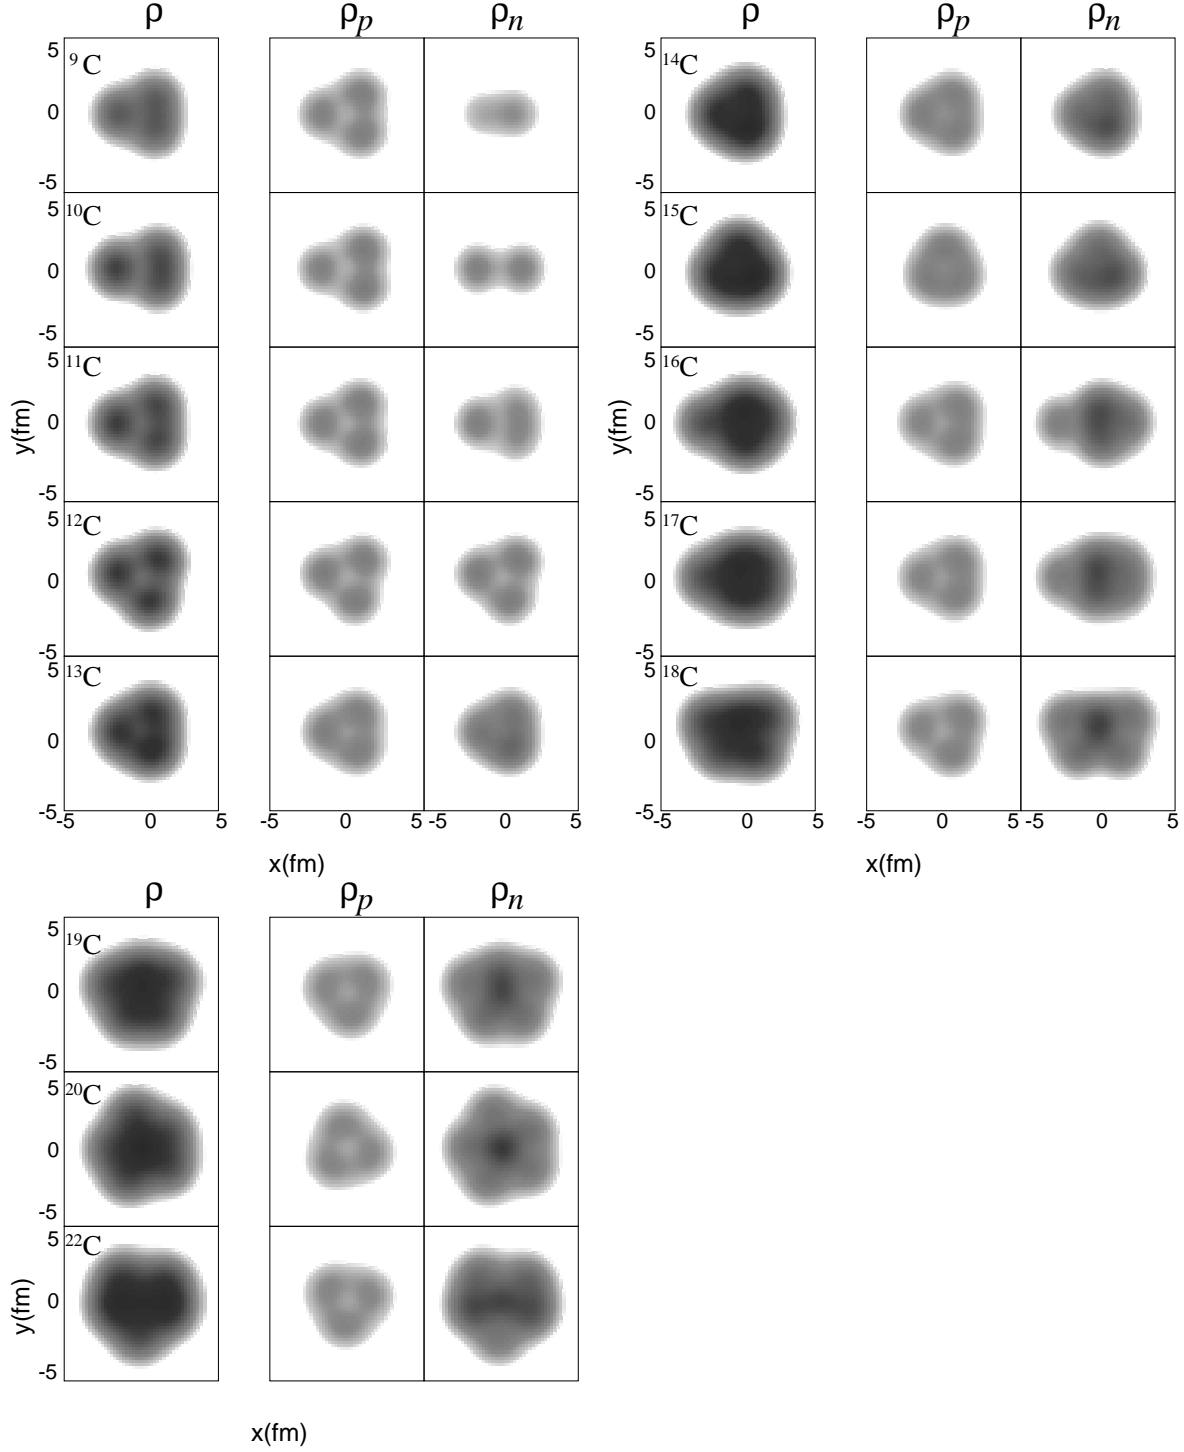 ρ ρp ρn ρ ρp ρn
5 ⁹C 5 ¹⁴C
0 0
-5 -5
5 ¹⁰C 5 ¹⁵C
0 0
-5 -5
5 ¹¹C 5 ¹⁶C
y(fm) 0 y(fm) 0
-5 -5
5 ¹²C 5 ¹⁷C
0 0
-5 -5
5 ¹³C 5 ¹⁸C
0 0
-5 -5
-5 0 5 -5 0 5 -5 0 5 -5 0 5 -5 0 5 -5 0 5
x(fm) x(fm)
ρ ρp ρn
5 ¹⁹C
0
-5
5 ²⁰C
0
-5
5 ²²C
y(fm) 0
-5
x(fm)